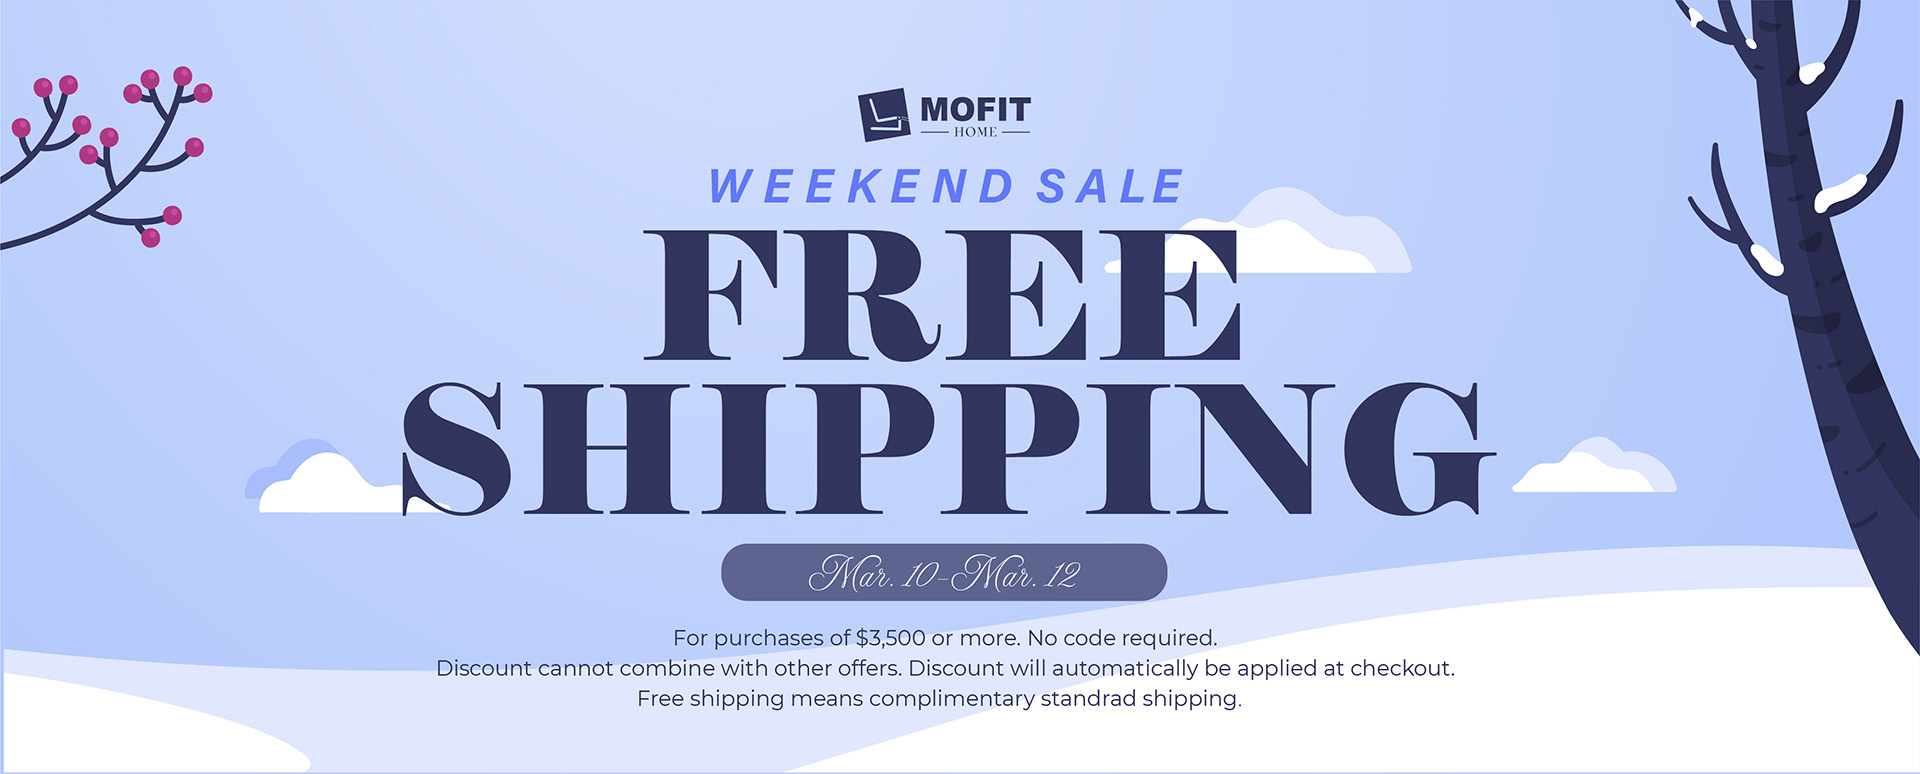 MOFIT
HOME
WEEKEND SALE
FREE
SHIPPING
Mar. 10-Mar. 12
For purchases of $3,500 or more. No code required.
Discount cannot combine with other offers. Discount will automatically be applied at checkout.
Free shipping means complimentary standrad shipping.